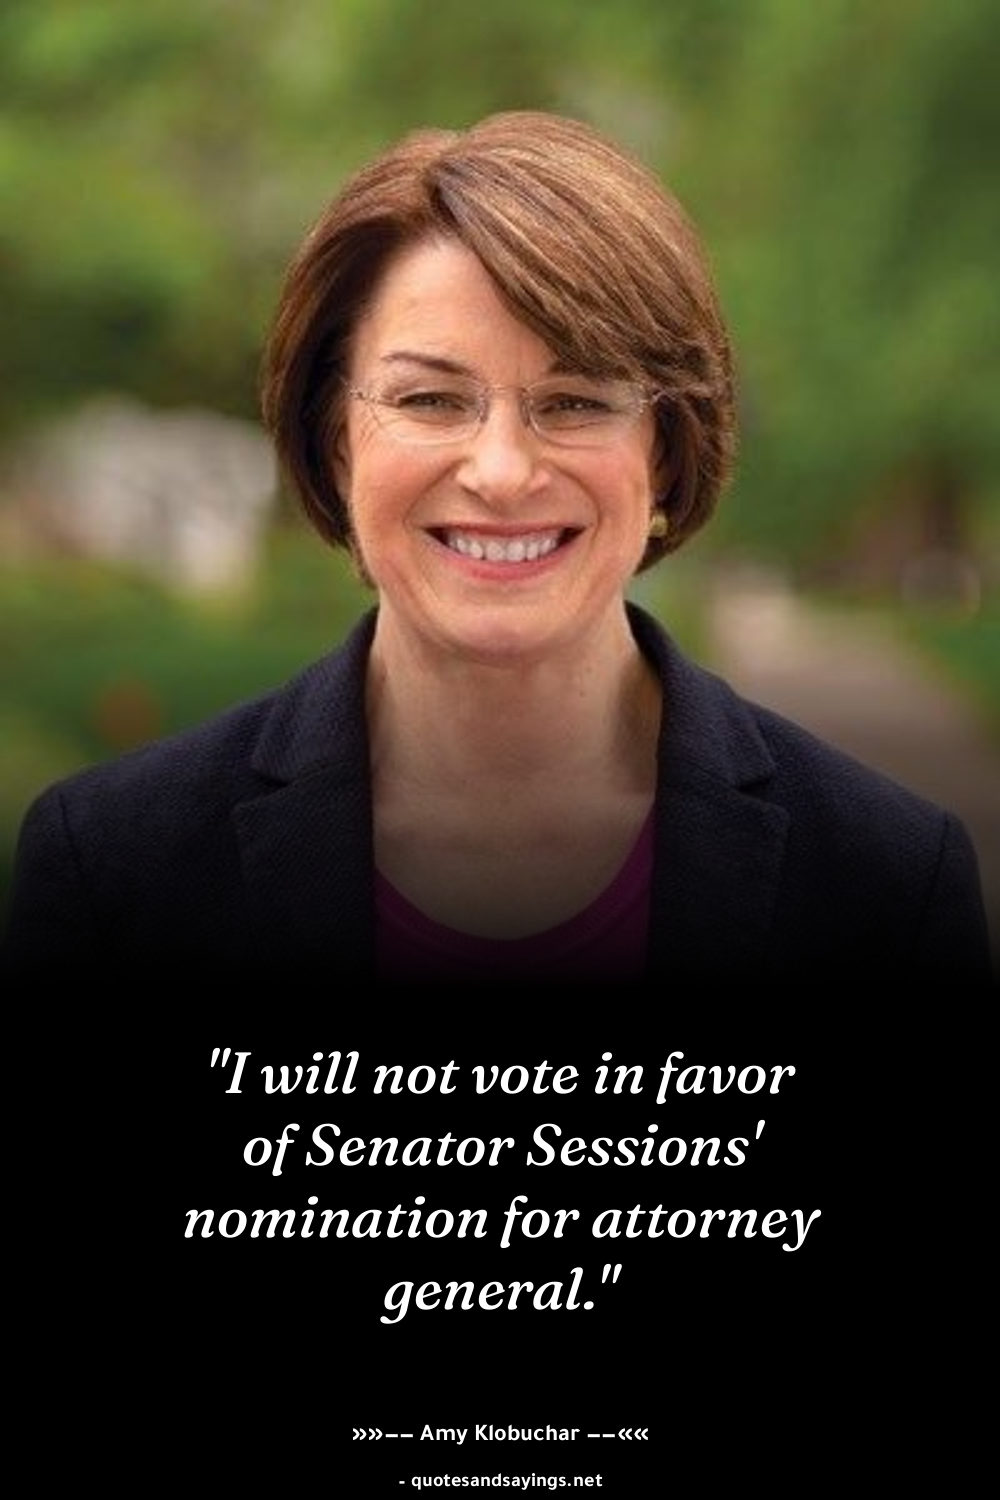 "I will not vote in favor
of Senator Sessions'
nomination for attorney
general."
»»–– Amy Klobuchar ––««
- quotesandsayings.net